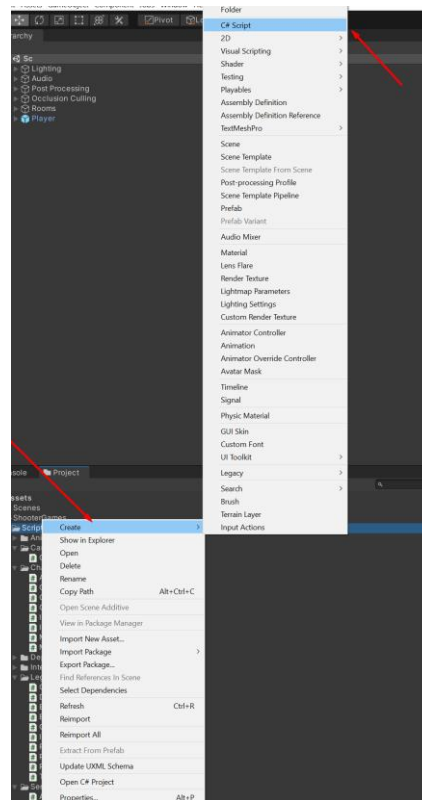 Pivot
Folder
C# Script
2D
Visual Scripting
Shader
Testing
Playables
Assembly Definition
Assembly Definition Reference
TextMeshPro
Scene
Scene Template
Scene Template From Scene
Post-processing Profile
Scene Template Pipeline
Prefab
Prefab Variant
Audio Mixer
Material
Lens Flare
Render Texture
Lightmap Parameters
Lighting Settings
Custom Render Texture
Animator Controller
Animation
Animator Override Controller
Avatar Mask
Timeline
Signal
Physic Material
GUI Skin
Custom Font
UI Toolkit
Legacy
Search
Brush
Terrain Layer
Input Actions
rarchy
Sc
Lighting
Audio
Post Processing
Occlusion Culling
Rooms
Player
sole Project
ssets
Scenes
ShooterGames
Script
Create
Show in Explorer
Open
Delete
Rename
Copy Path Alt+Ctrl+C
Open Scene Additive
View in Package Manager
Import New Asset...
Import Package
Export Package...
Find References In Scene
Select Dependencies
Refresh Ctrl+R
Reimport
Reimport All
Extract From Prefab
Update UXML Schema
Open C# Project
Properties... Alt+P